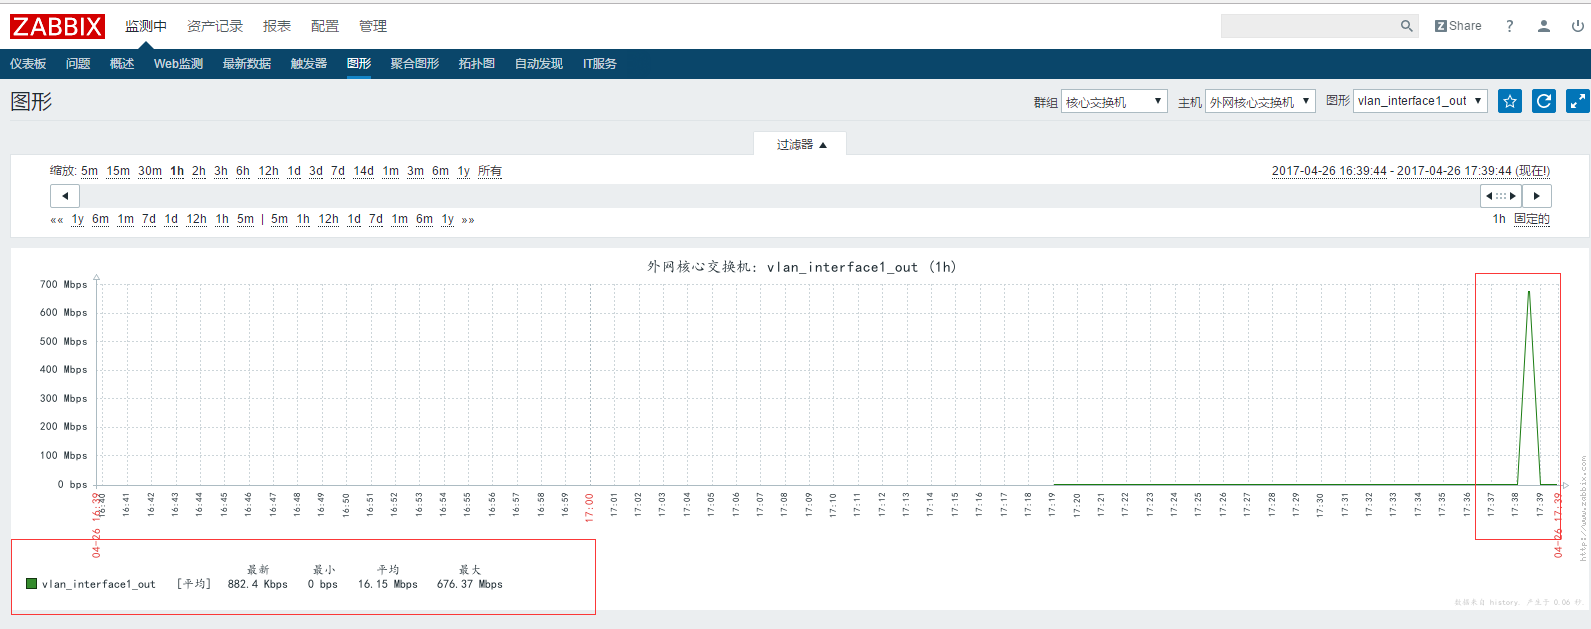 ZABBIX 监测中 资产记录 报表 配置 管理 Z Share ?
仪表板 问题 概述 Web监测 最新数据 触发器 图形 聚合图形 拓扑图 自动发现 IT服务
图形 群组 核心交换机 主机 外网核心交换机 图形 vlan_interface1_out
过滤器
缩放: 5m 15m 30m 1h 2h 3h 6h 12h 1d 3d 7d 14d 1m 3m 6m 1y 所有 2017-04-26 16:39:44 - 2017-04-26 17:39:44 (现在!)
«« 1y 6m 1m 7d 1d 12h 1h 5m | 5m 1h 12h 1d 7d 1m 6m 1y »» 1h 固定的
外网核心交换机: vlan_interface1_out (1h)
700 Mbps
600 Mbps
500 Mbps
400 Mbps
300 Mbps
200 Mbps
100 Mbps
0 bps
04-26 16:39 16:40 16:41 16:42 16:43 16:44 16:45 16:46 16:47 16:48 16:49 16:50 16:51 16:52 16:53 16:54 16:55 16:56 16:57 16:58 16:59 17:00 17:01 17:02 17:03 17:04 17:05 17:06 17:07 17:08 17:09 17:10 17:11 17:12 17:13 17:14 17:15 17:16 17:17 17:18 17:19 17:20 17:21 17:22 17:23 17:24 17:25 17:26 17:27 17:28 17:29 17:30 17:31 17:32 17:33 17:34 17:35 17:36 17:37 17:38 17:39 04-26 17:39
http://www.zabbix.com
最新 最小 平均 最大
vlan_interface1_out [平均] 882.4 Kbps 0 bps 16.15 Mbps 676.37 Mbps
数据来自 history. 产生于 0.06 秒.